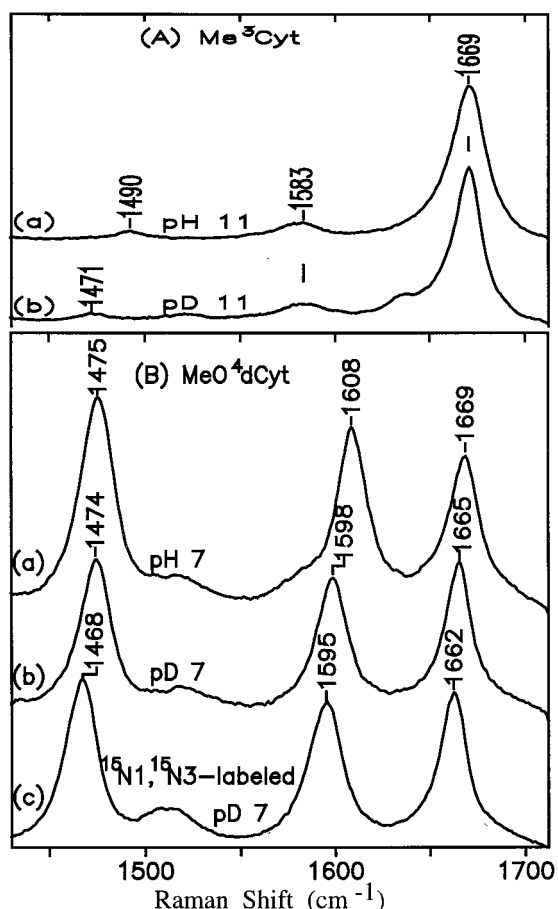 (A) Me³Cyt
1669
1490
1583
(a) pH 11
1471
(b) pD 11
1475
(B) MeO⁴dCyt
1608
1669
1474
1598
1665
(a) pH 7
1468
1595
1662
(b) pD 7
¹⁵N1,¹⁵N3-labeled
(c) pD 7
1500 1600 1700
Raman Shift (cm⁻¹)